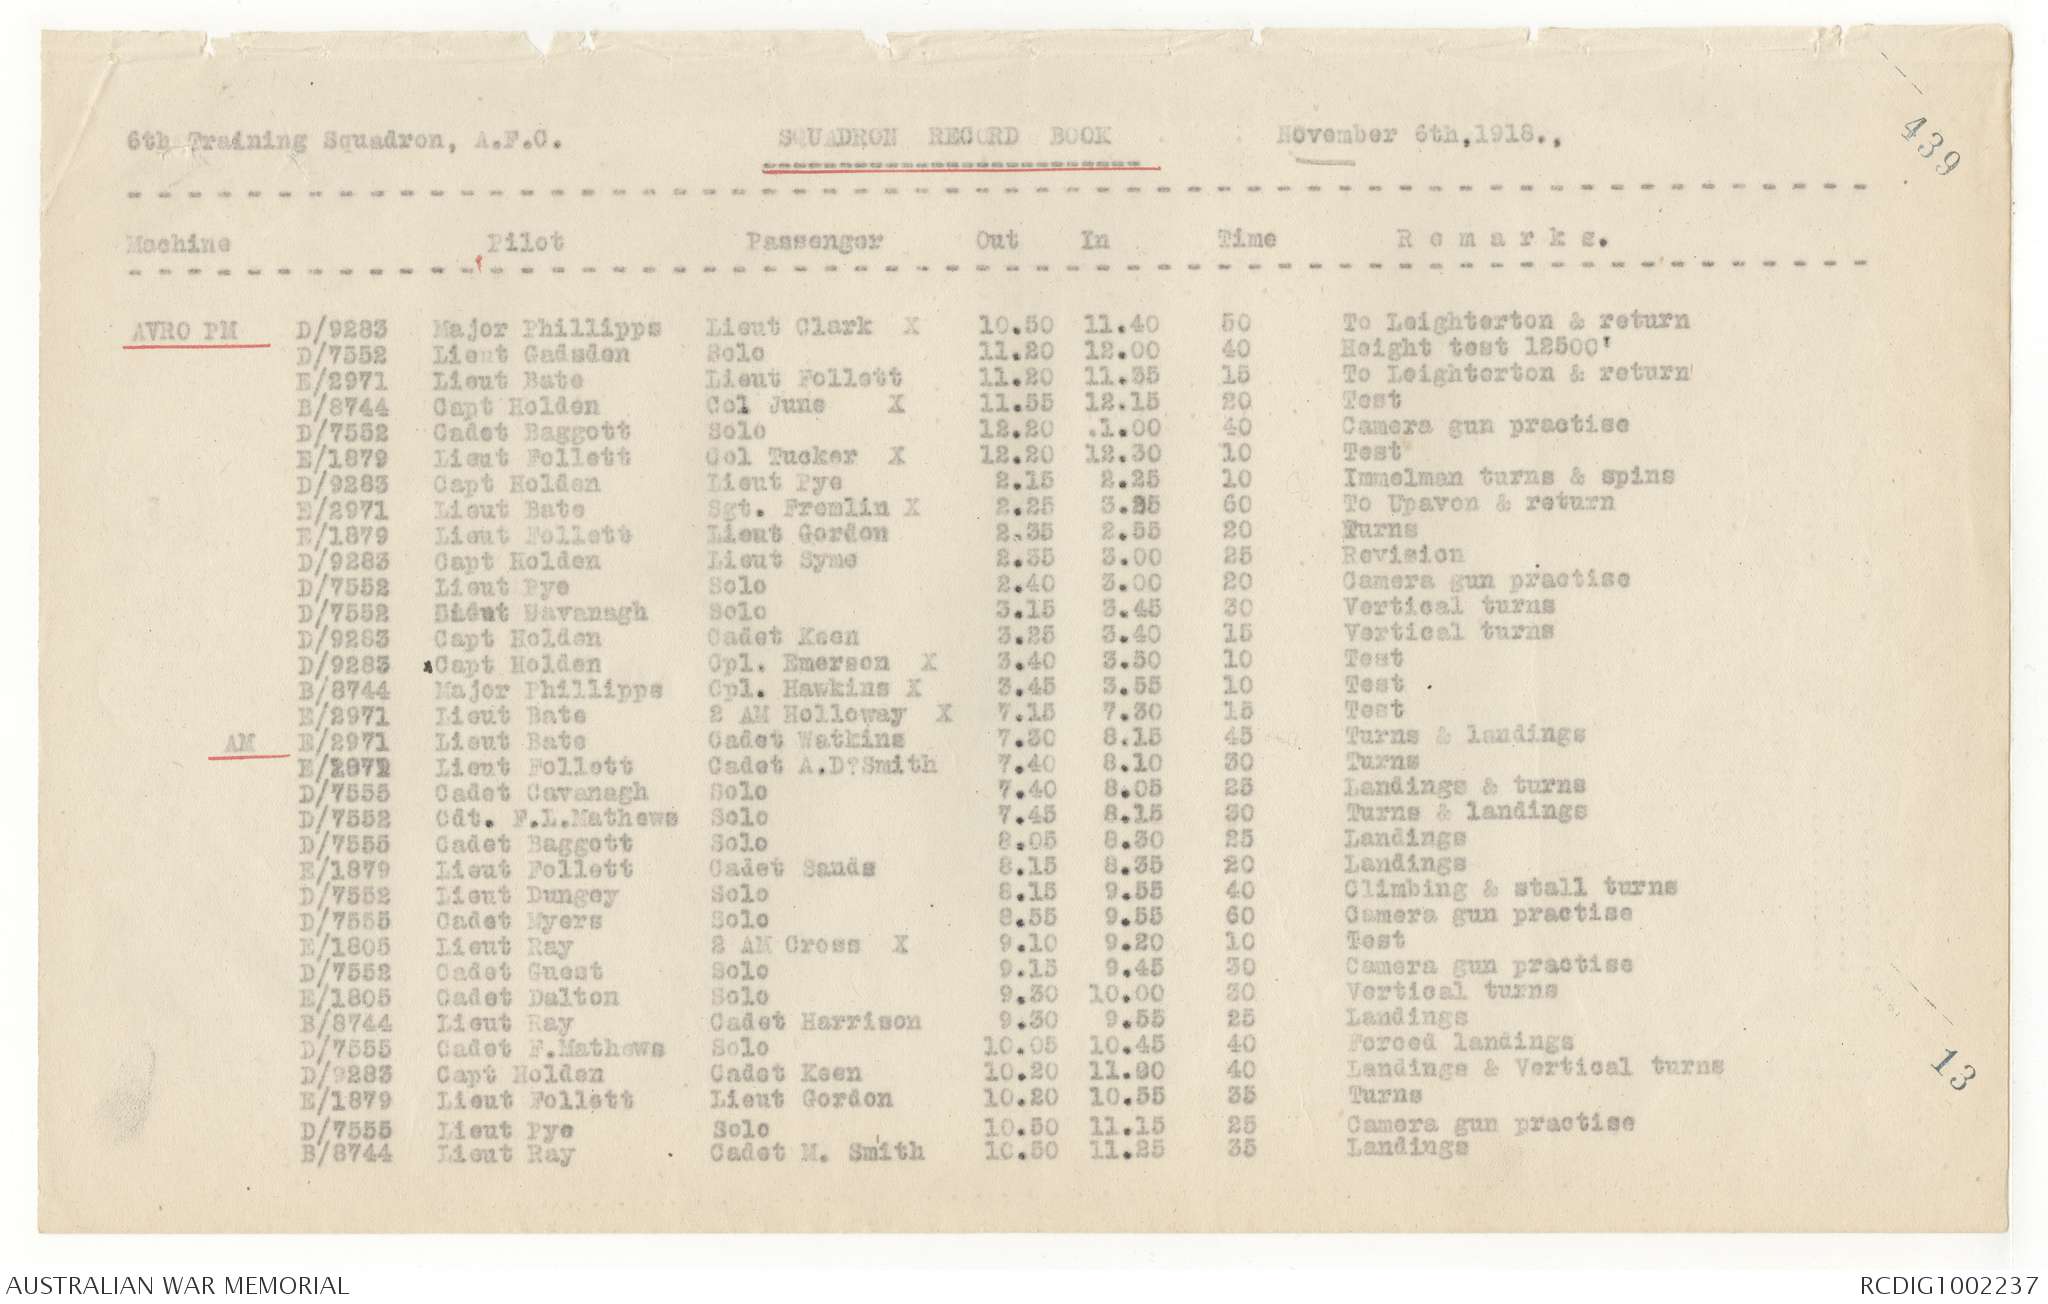 439
6th Training Squadron, A.F.C. SQUADRON RECORD BOOK November 6th,1918.,
Machine Pilot Passenger Out In Time Remarks.
AVRO PM D/9283 Major Phillipps Lieut Clark X 10.50 11.40 50 To Leighterton & return
D/7552 Lieut Gadsden Solo 11.20 12.00 40 Height test 12500'
E/2971 Lieut Bate Lieut Follett 11.20 11.35 15 To Leighterton & return
B/8744 Capt Holden Col June X 11.55 12.15 20 Test
D/7552 Cadet Baggott Solo 12.20 .1.00 40 Camera gun practise
E/1879 Lieut Follett Col Tucker X 12.20 12.30 10 Test
D/9283 Capt Holden Lieut Pye 2.15 2.25 10 Immelman turns & spins
E/2971 Lieut Bate Sgt. Fremlin X 2.25 3.25 60 To Upavon & return
E/1879 Lieut Follett Lieut Gordon 2.35 2.55 20 Turns
D/9283 Capt Holden Lieut Syme 2.35 3.00 25 Revision
D/7552 Lieut Pye Solo 2.40 3.00 20 Camera gun practise
D/7552 Cavanagh Solo 3.15 3.45 30 Vertical turns
D/9283 Capt Holden Cadet Keen 3.25 3.40 15 Vertical turns
D/9283 Capt Holden Cpl. Emerson X 3.40 3.50 10 Test
B/8744 Major Phillipps Cpl. Hawkins X 3.45 3.55 10 Test
E/2971 Lieut Bate 2 AM Holloway X 7.15 7.30 15 Test
AM E/2971 Lieut Bate Cadet Watkins 7.30 8.15 45 Turns & landings
Lieut Follett Cadet A.D?Smith 7.40 8.10 30 Turns
D/7555 Cadet Cavanagh Solo 7.40 8.05 25 Landings & turns
D/7552 Cdt. F.L.Mathews Solo 7.45 8.15 30 Turns & landings
D/7555 Cadet Baggott Solo 8.05 8.30 25 Landings
E/1879 Lieut Follett Cadet Sands 8.15 8.35 20 Landings
D/7552 Lieut Dungey Solo 8.15 9.55 40 Climbing & stall turns
D/7555 Cadet Myers Solo 8.55 9.55 60 Camera gun practise
E/1805 Lieut Ray 2 AM Cross X 9.10 9.20 10 Test
D/7552 Cadet Guest Solo 9.15 9.45 30 Camera gun practise
E/1805 Cadet Dalton Solo 9.30 10.00 30 Vertical turns
B/8744 Lieut Ray Cadet Harrison 9.30 9.55 25 Landings
D/7555 Cadet F.Mathews Solo 10.05 10.45 40 Forced landings
D/9283 Capt Holden Cadet Keen 10.20 11.00 40 Landings & Vertical turns
E/1879 Lieut Follett Lieut Gordon 10.20 10.55 35 Turns
D/7555 Lieut Pye Solo 10.50 11.15 25 Camera gun practise
B/8744 Lieut Ray Cadet M. Smith 10.50 11.25 35 Landings
13
AUSTRALIAN WAR MEMORIAL RCDIG1002237